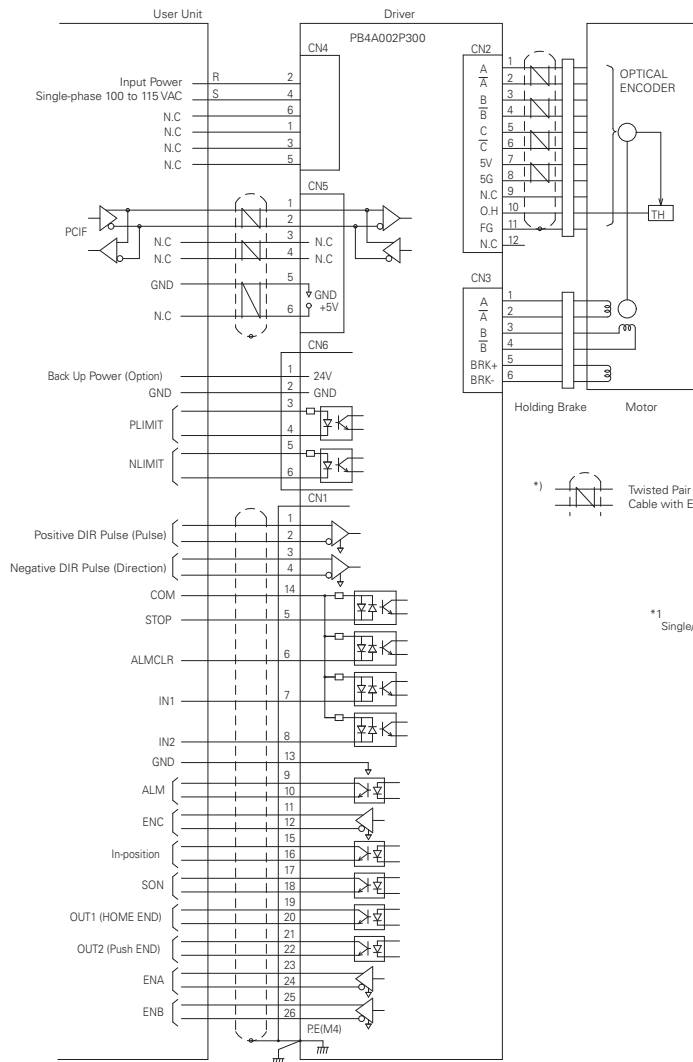 User Unit
Driver
PB4A002P300
CN4
Input Power R 2
Single-phase 100 to 115 VAC S 4
N.C 6
N.C 1
N.C 3
N.C 5
CN5
1
2
PCIF
N.C 3 N.C
N.C 4 N.C
GND 5 GND
N.C 6 +5V
CN6
Back Up Power (Option) 1 24V
GND 2 GND
3
PLIMIT
4
5
NLIMIT
6
CN1
1
Positive DIR Pulse (Pulse) 2
3
Negative DIR Pulse (Direction) 4
COM 14
STOP 5
ALMCLR 6
IN1 7
IN2 8
GND 13
9
ALM 10
11
ENC 12
15
In-position 16
17
SON 18
19
OUT1 (HOME END) 20
21
OUT2 (Push END) 22
23
ENA 24
25
ENB 26
P.E(M4)
CN2
A 1
A̅ 2
B 3
B̅ 4
C 5
C̅ 6
5V 7
5G 8
N.C 9
O.H 10
FG 11
N.C 12
OPTICAL
ENCODER
TH
CN3
A 1
A̅ 2
B 3
B̅ 4
BRK+ 5
BRK- 6
Holding Brake Motor
*) Twisted Pair
Cable with E
*1
Single/